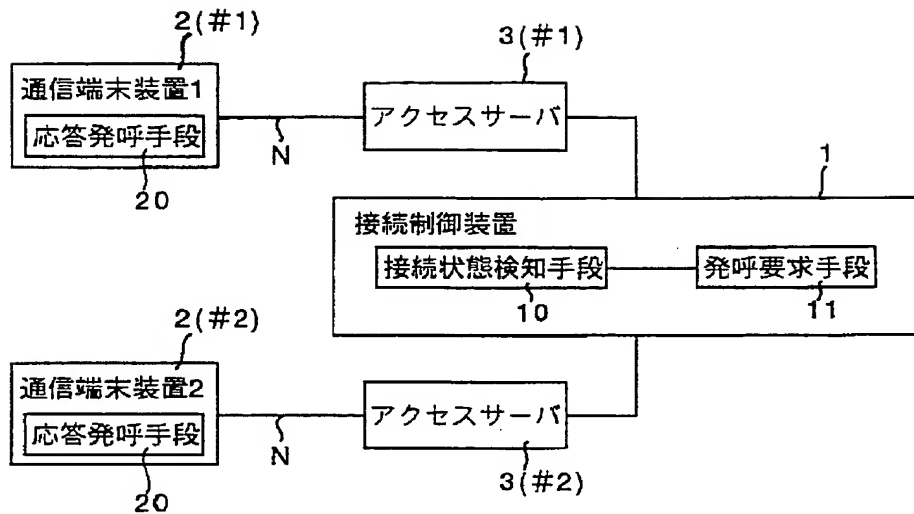 2(#1)
3(#1)
通信端末装置1
アクセスサーバ
応答発呼手段
N
20
1
接続制御装置
接続状態検知手段
発呼要求手段
10
11
2(#2)
通信端末装置2
アクセスサーバ
応答発呼手段
N
20
3(#2)